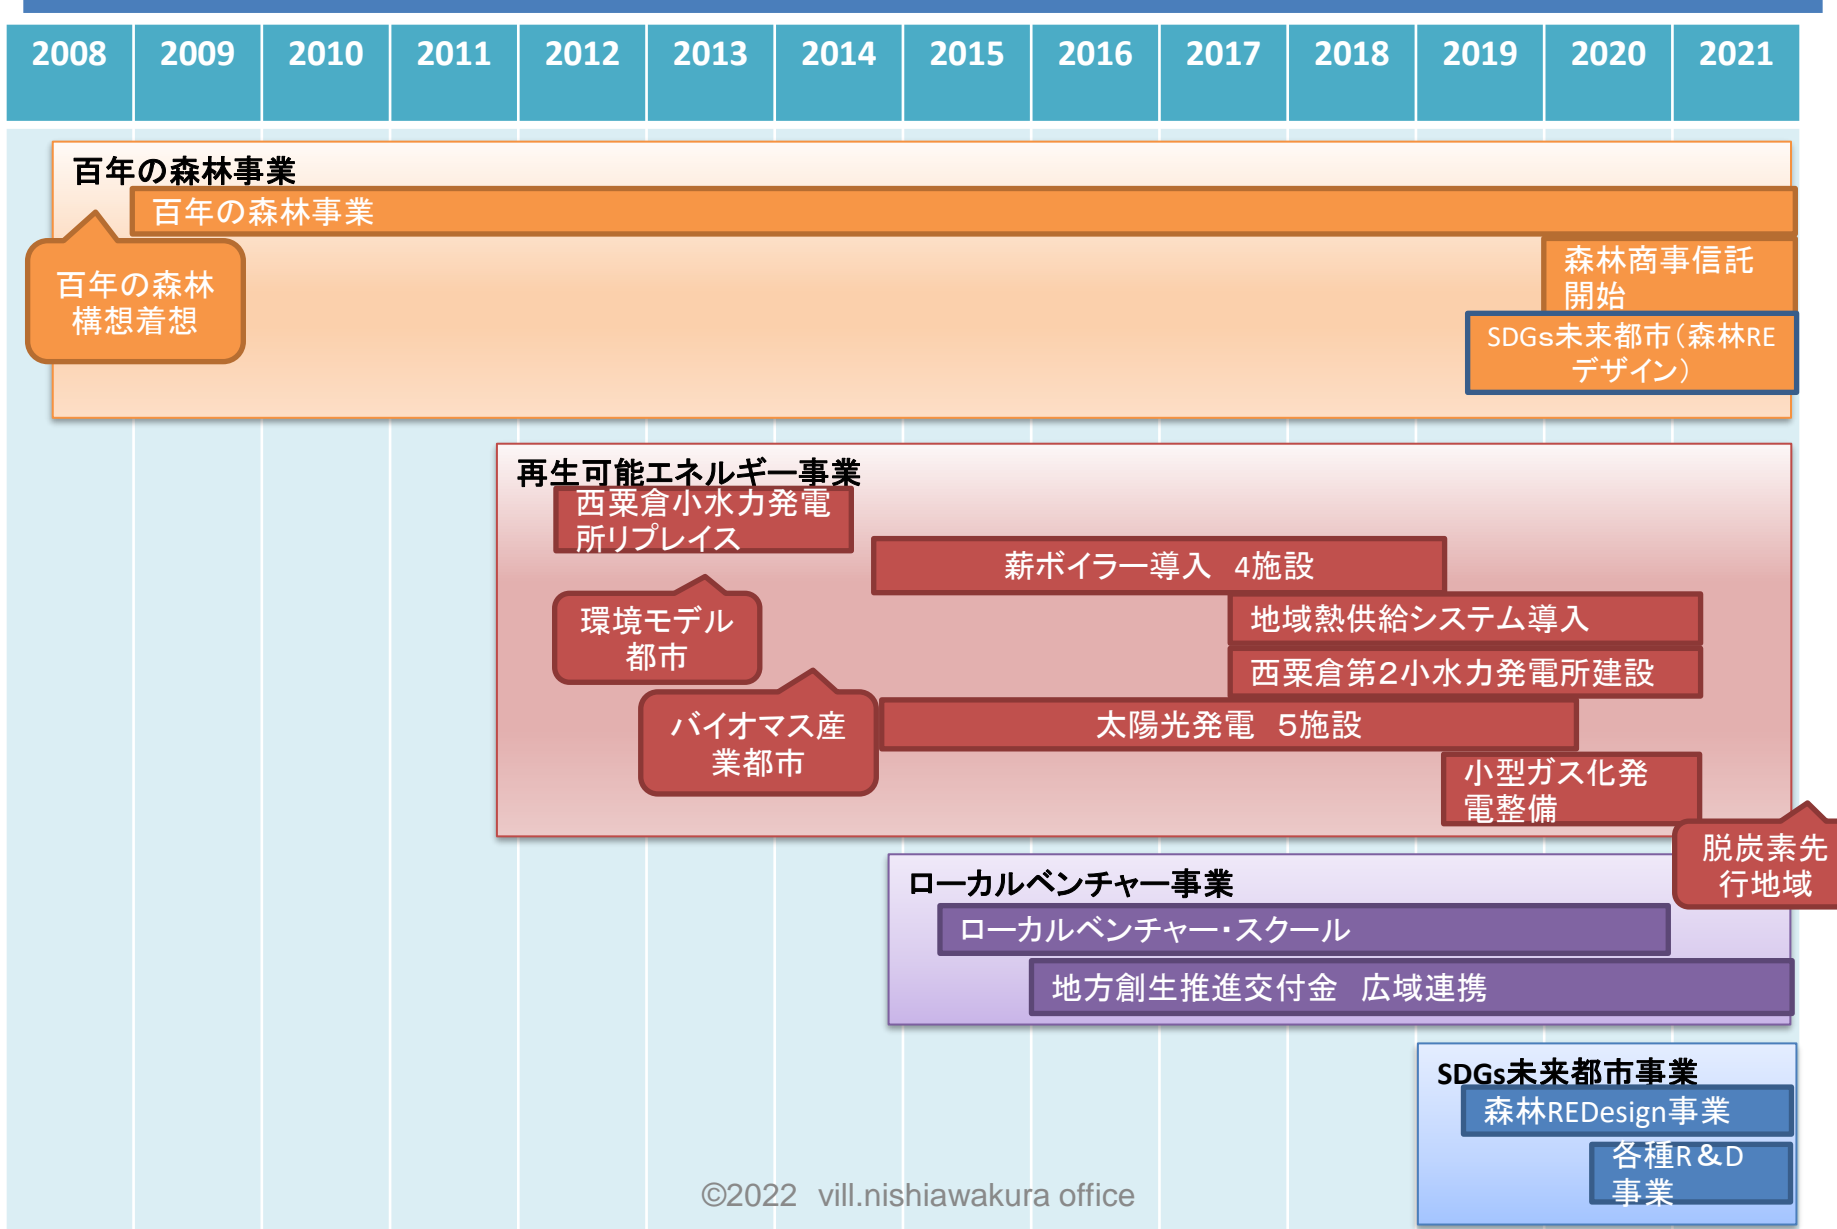 2008 2009 2010 2011 2012 2013 2014 2015 2016 2017 2018 2019 2020 2021
百年の森林事業
百年の森林事業
百年の森林
構想着想
森林商事信託
開始
SDGs未来都市(森林RE
デザイン)
再生可能エネルギー事業
西粟倉小水力発電
所リプレイス
薪ボイラー導入　4施設
環境モデル
都市
地域熱供給システム導入
西粟倉第2小水力発電所建設
バイオマス産
業都市
太陽光発電　5施設
小型ガス化発
電整備
脱炭素先
行地域
ローカルベンチャー事業
ローカルベンチャー・スクール
地方創生推進交付金　広域連携
SDGs未来都市事業
森林REDesign事業
各種R&D
事業
©2022 vill.nishiawakura office